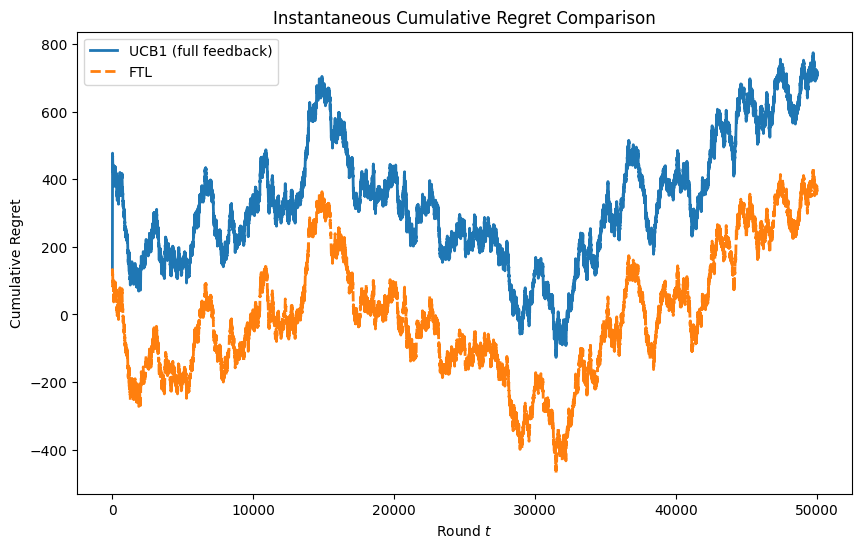 Instantaneous Cumulative Regret Comparison
UCB1 (full feedback)
FTL
Cumulative Regret
800
600
400
200
0
−200
−400
0
10000
20000
30000
40000
50000
Round t